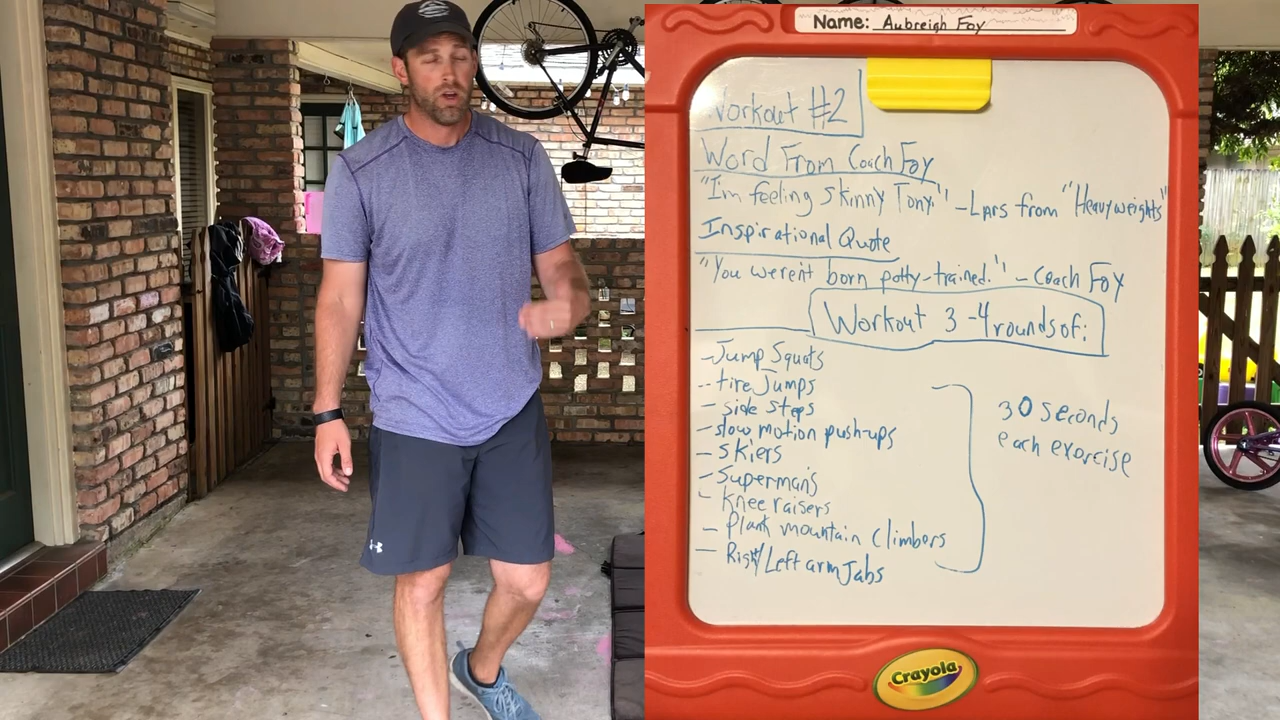 Name: Aubreigh Foy
Workout #2
Word From Coach Foy
"I'm feeling skinny Tony." - Lars from "Heavyweights"
Inspirational Quote
"You weren't born potty-trained." - Coach Foy
Workout 3-4 rounds of:
- Jump Squats
- tire Jumps
- side steps
- slow motion push-ups
- skiers
- Superman's
- Knee raisers
- Plank mountain climbers
- Right/Left arm Jabs
30 seconds
each exercise
Crayola